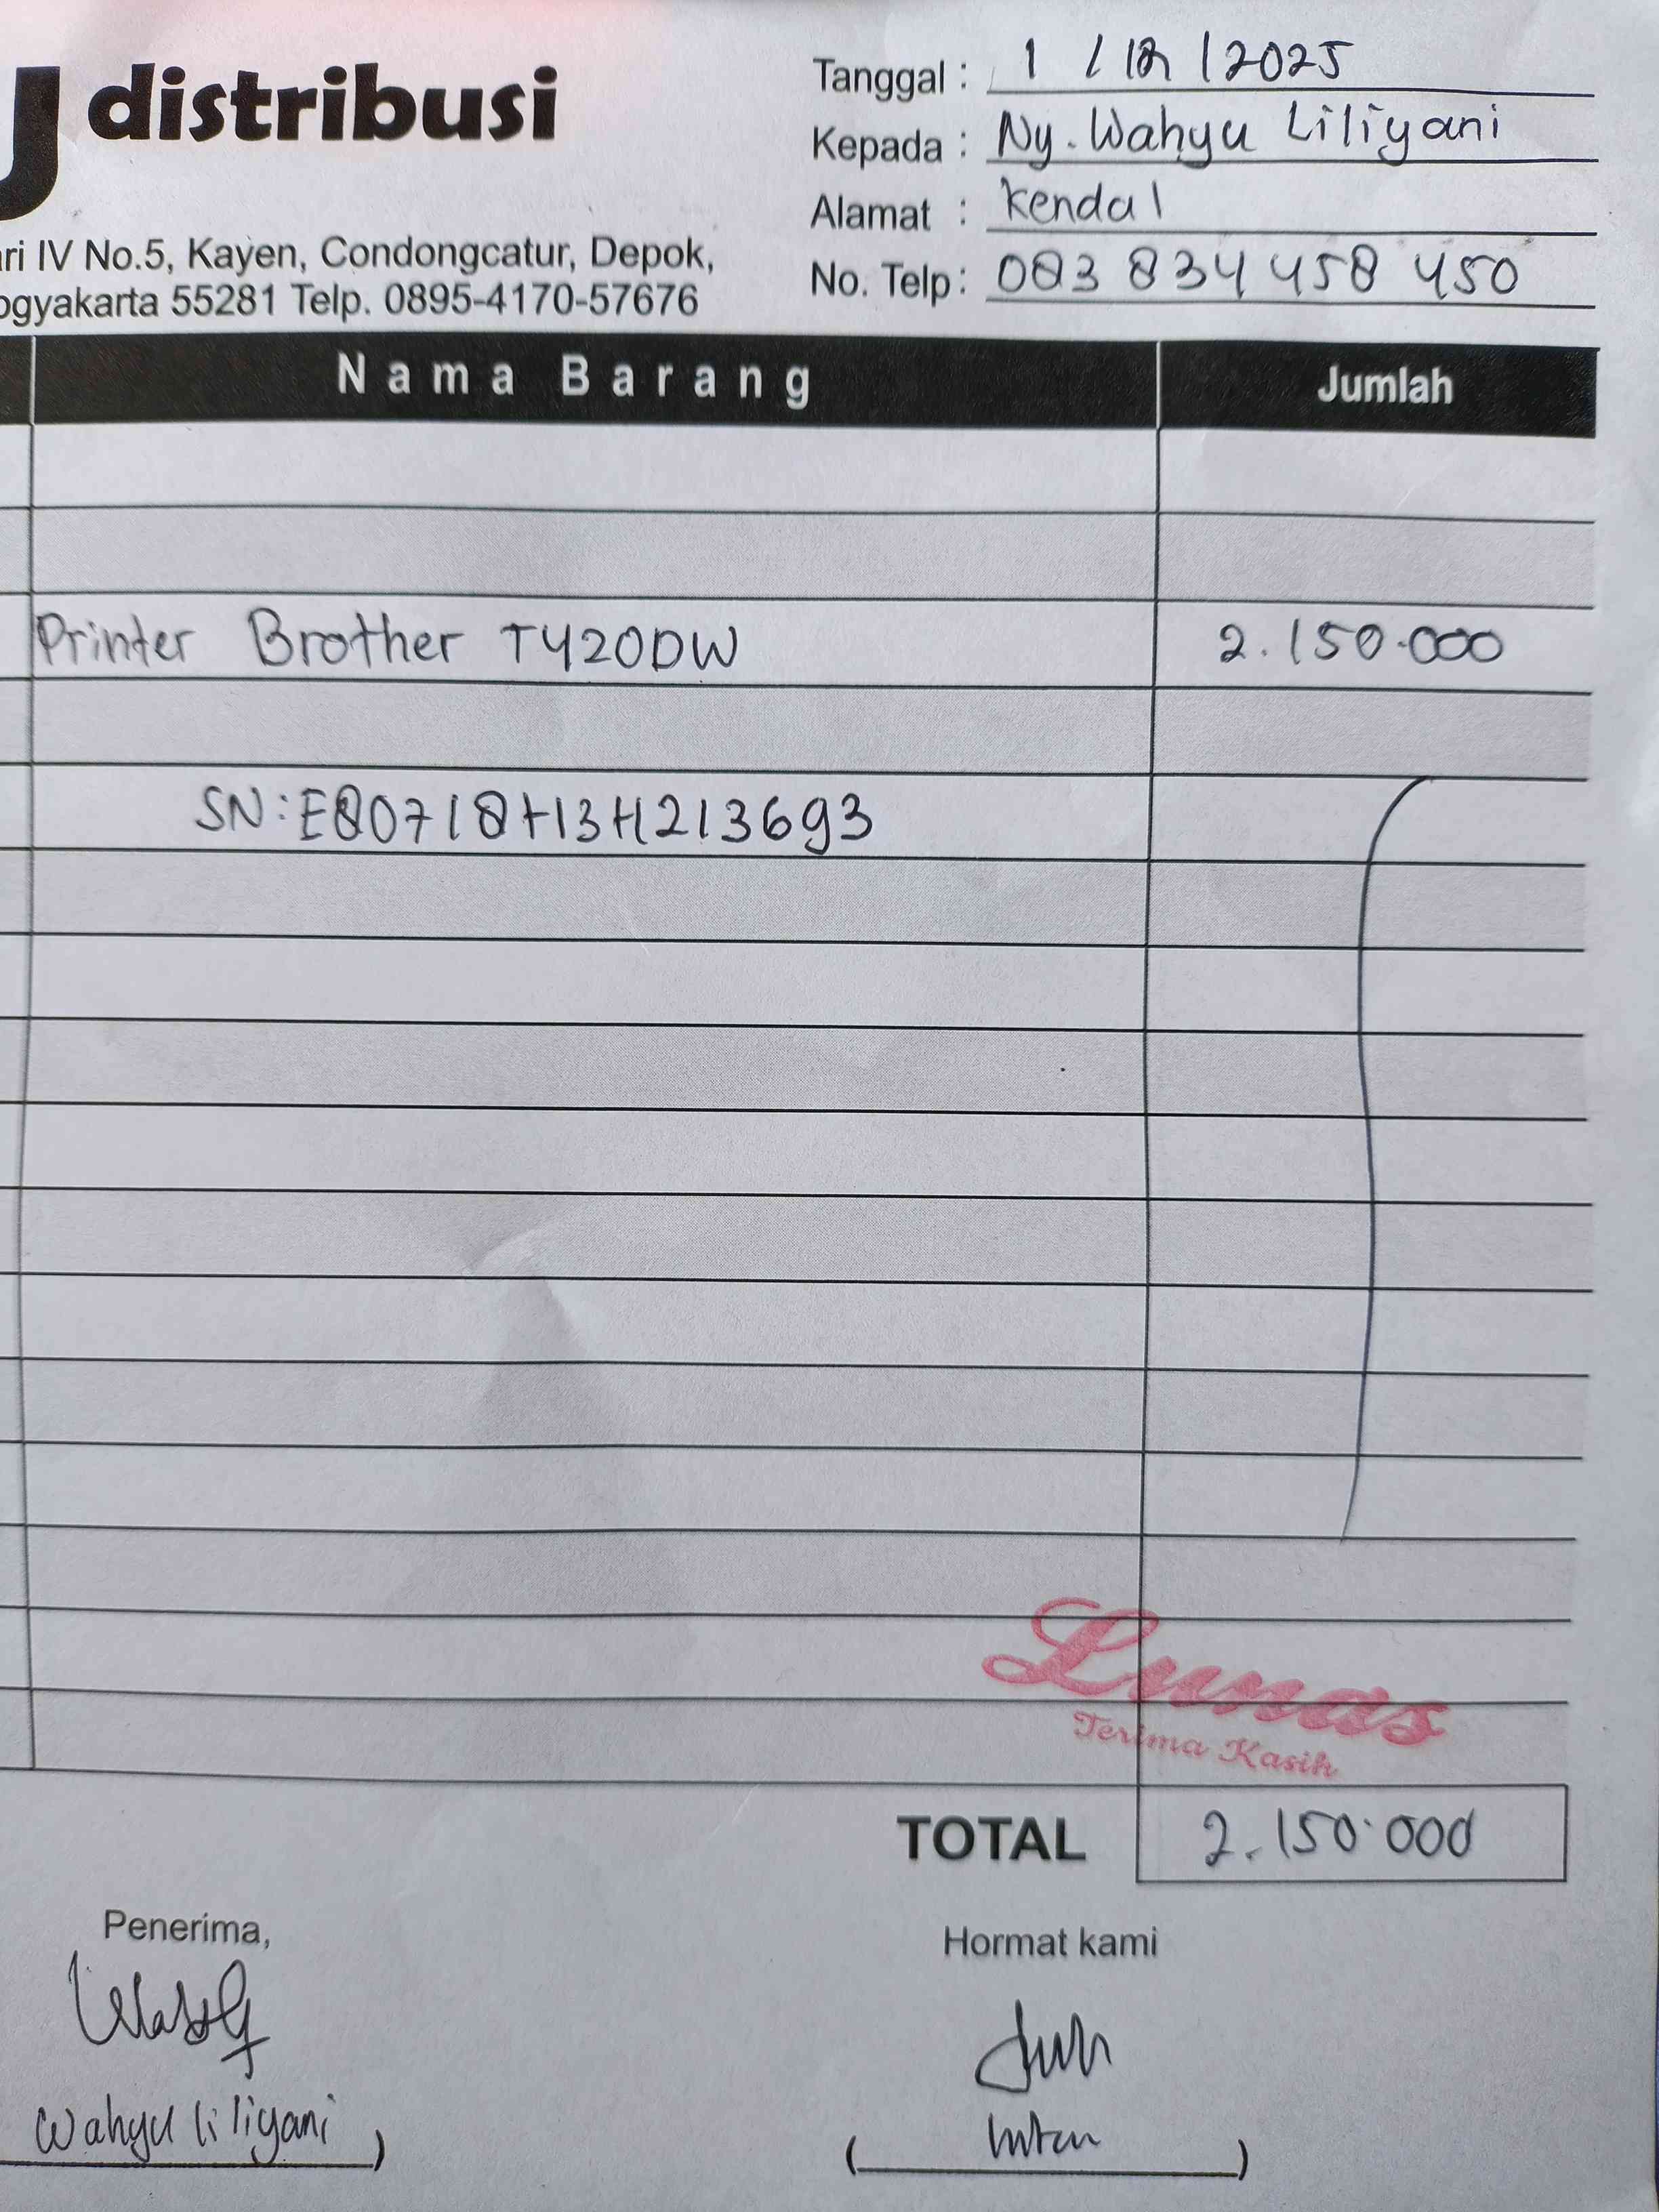 J distribusi
Tanggal : 1 / 12 / 2025
Kepada : Ny. Wahyu Liliyani
Alamat : Kendal
No. Telp : 083 834 458 450
ri IV No.5, Kayen, Condongcatur, Depok,
ogyakarta 55281 Telp. 0895-4170-57676
Nama Barang Jumlah
Printer Brother T420DW 2.150.000
SN: E80718H3H213693
Lunas
Terima Kasih
TOTAL 2.150.000
Penerima, Hormat kami
Wahyu liliyani ) ( Intan )